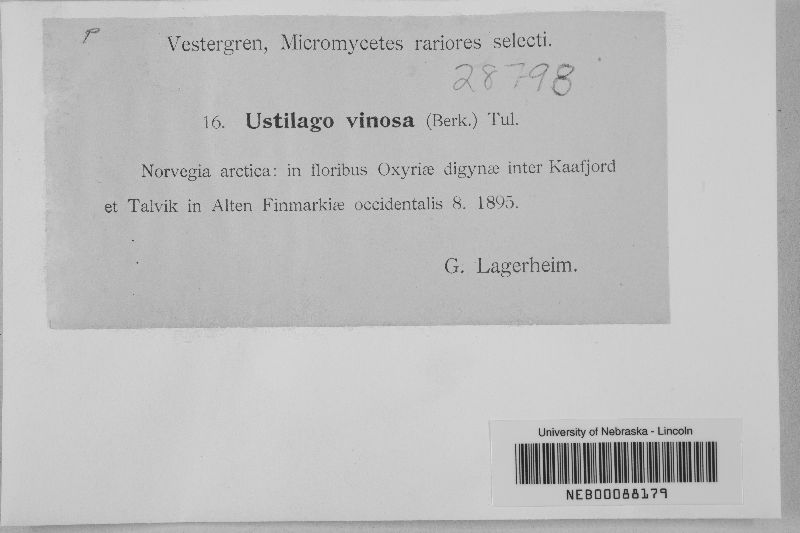 P
Vestergren, Micromycetes rariores selecti.
28798
16. Ustilago vinosa (Berk.) Tul.
Norvegia arctica: in floribus Oxyriæ digynæ inter Kaafjord
et Talvik in Alten Finmarkiæ occidentalis 8. 1895.
G. Lagerheim.
University of Nebraska - Lincoln
NEB00088179